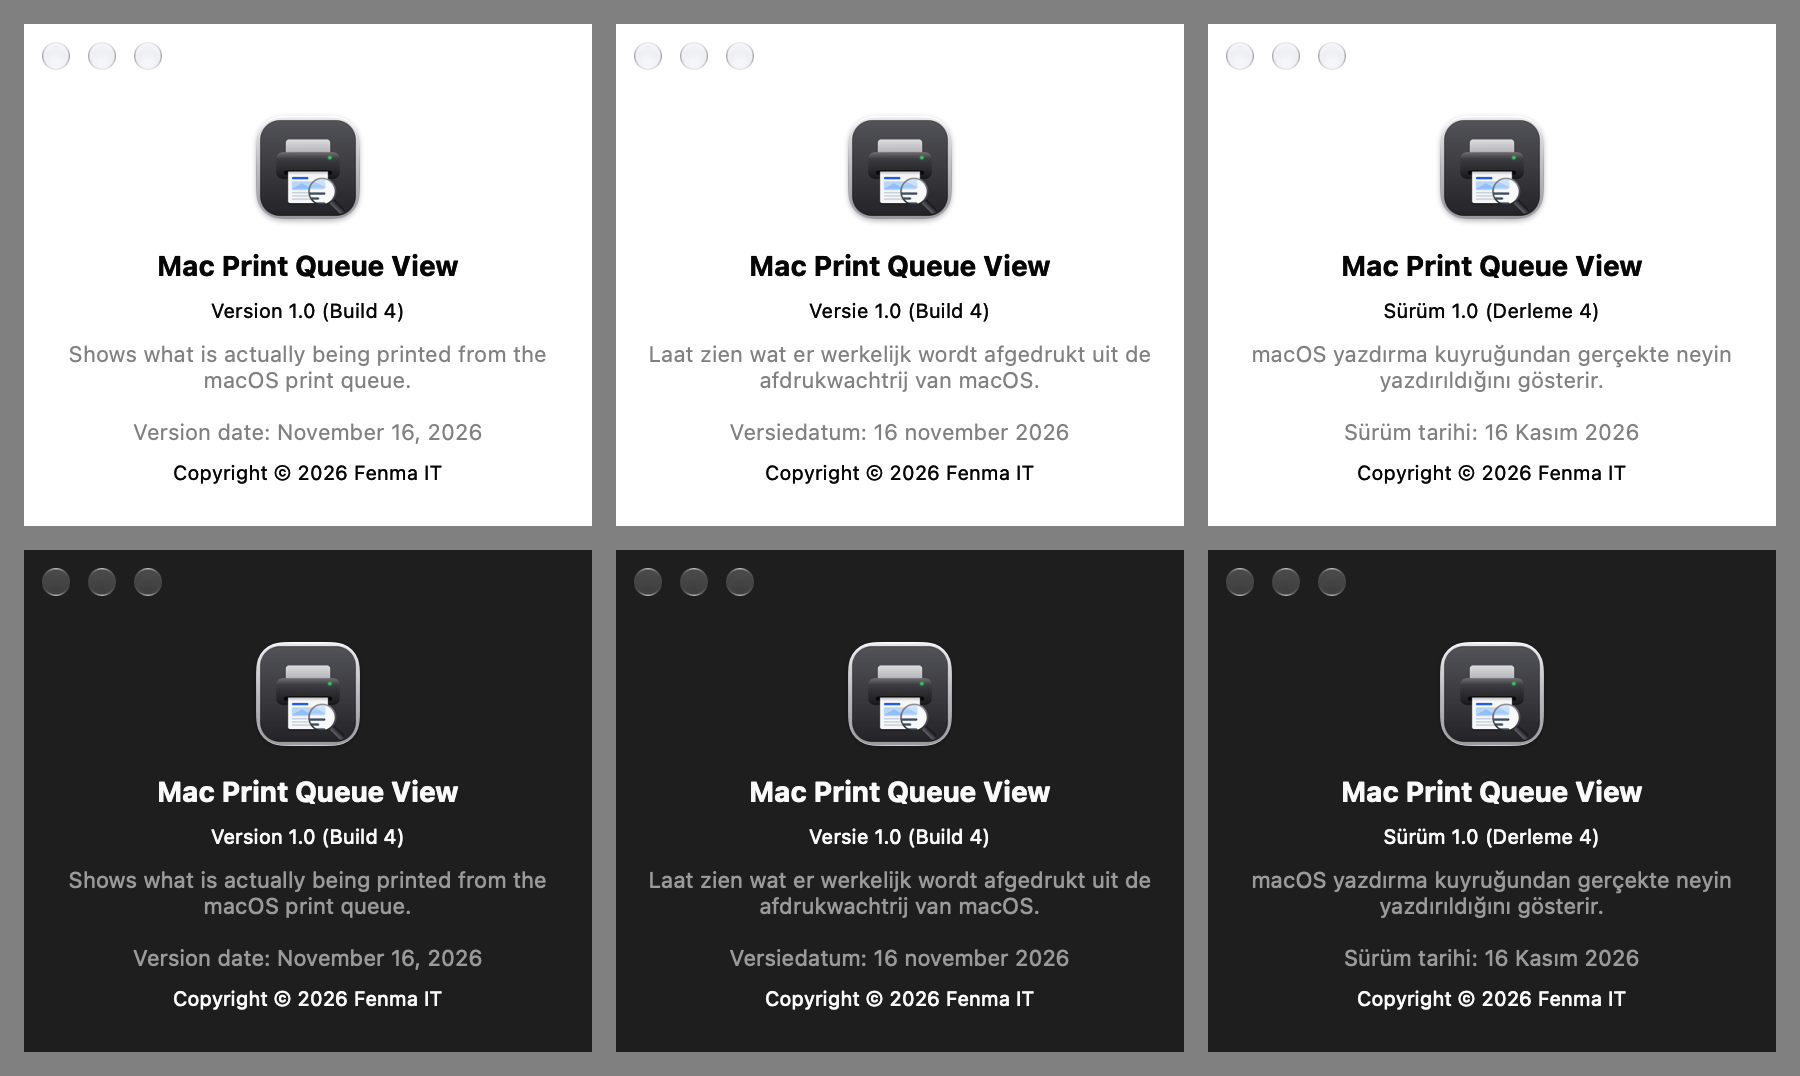 Mac Print Queue View
Version 1.0 (Build 4)
Shows what is actually being printed from the
macOS print queue.
Version date: November 16, 2026
Copyright © 2026 Fenma IT
Mac Print Queue View
Versie 1.0 (Build 4)
Laat zien wat er werkelijk wordt afgedrukt uit de
afdrukwachtrij van macOS.
Versiedatum: 16 november 2026
Copyright © 2026 Fenma IT
Mac Print Queue View
Sürüm 1.0 (Derleme 4)
macOS yazdırma kuyruğundan gerçekte neyin
yazdırıldığını gösterir.
Sürüm tarihi: 16 Kasım 2026
Copyright © 2026 Fenma IT
Mac Print Queue View
Version 1.0 (Build 4)
Shows what is actually being printed from the
macOS print queue.
Version date: November 16, 2026
Copyright © 2026 Fenma IT
Mac Print Queue View
Versie 1.0 (Build 4)
Laat zien wat er werkelijk wordt afgedrukt uit de
afdrukwachtrij van macOS.
Versiedatum: 16 november 2026
Copyright © 2026 Fenma IT
Mac Print Queue View
Sürüm 1.0 (Derleme 4)
macOS yazdırma kuyruğundan gerçekte neyin
yazdırıldığını gösterir.
Sürüm tarihi: 16 Kasım 2026
Copyright © 2026 Fenma IT